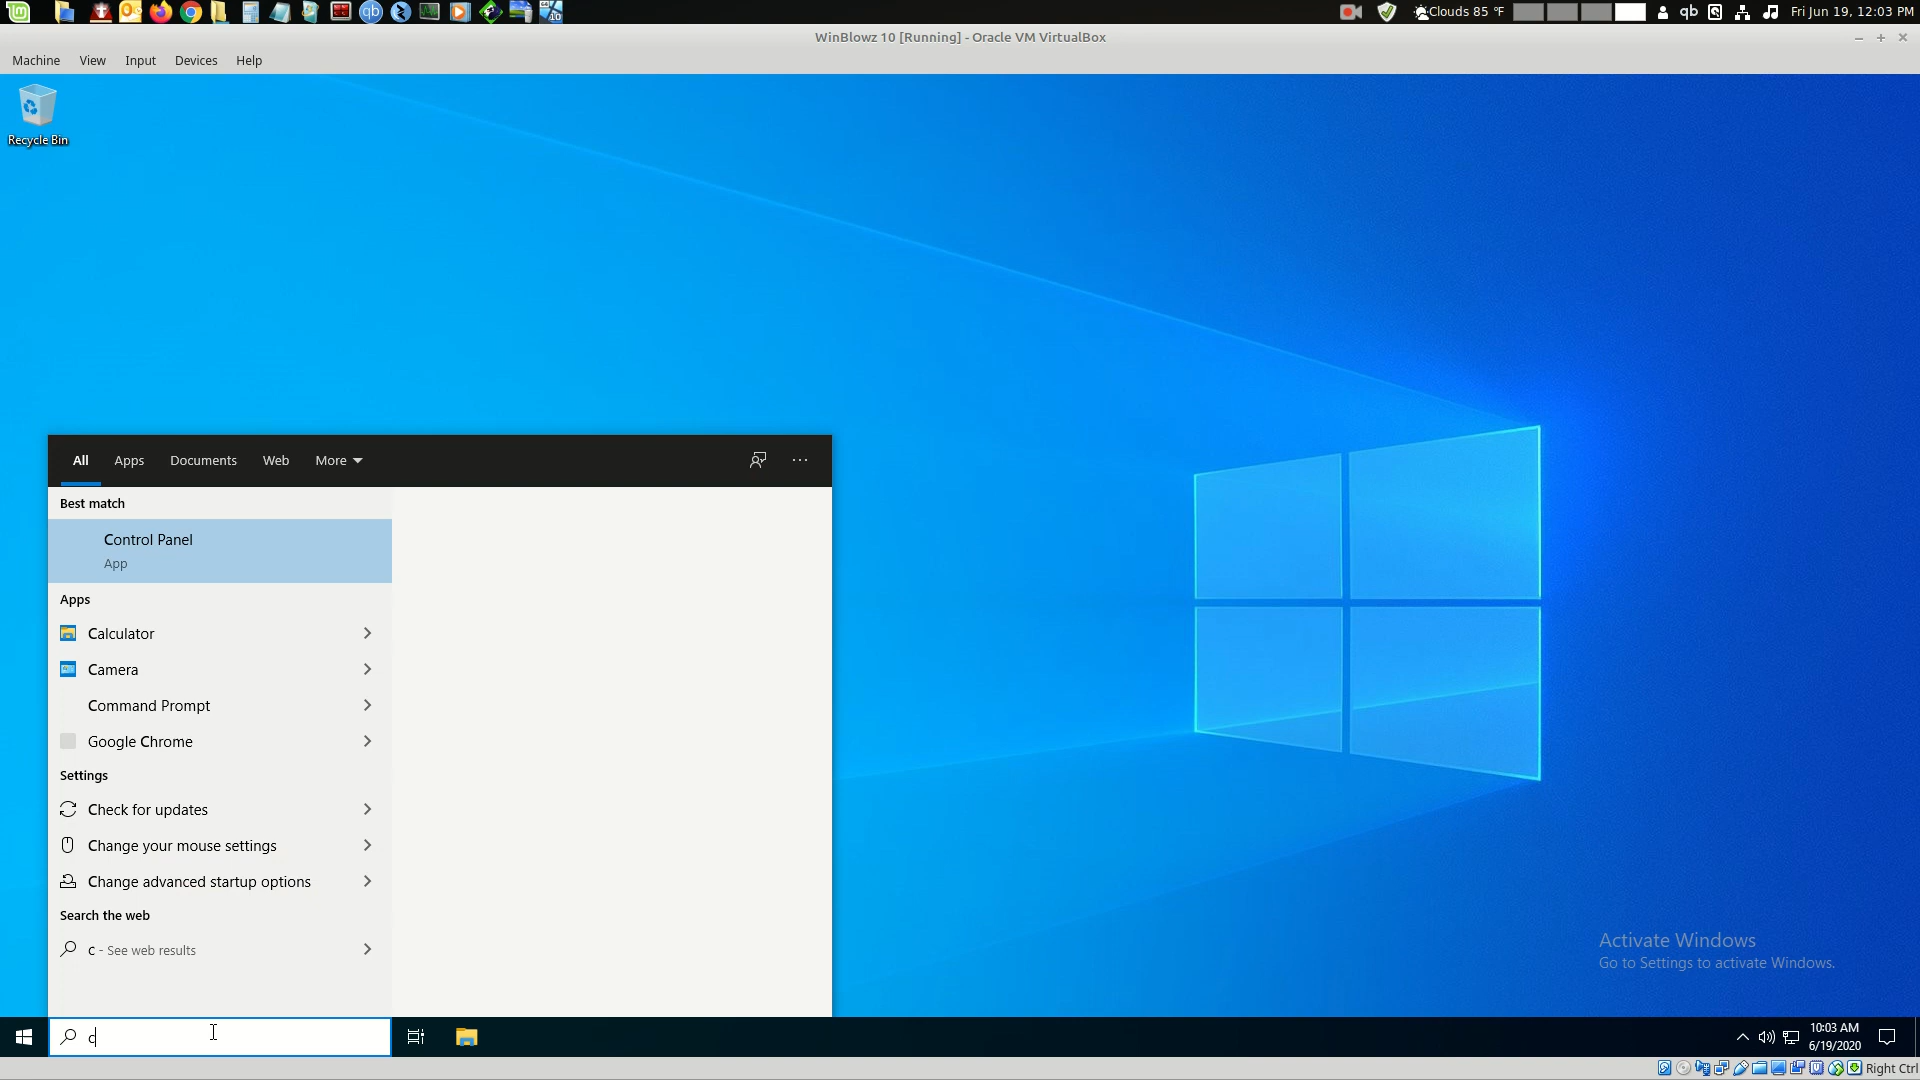 Clouds 85 °F
qb
Fri Jun 19, 12:03 PM
WinBlowz 10 [Running] - Oracle VM VirtualBox
Machine View Input Devices Help
Recycle Bin
All Apps Documents Web More
Best match
Control Panel
App
Apps
Calculator
Camera
Command Prompt
Google Chrome
Settings
Check for updates
Change your mouse settings
Change advanced startup options
Search the web
c - See web results
Activate Windows
Go to Settings to activate Windows.
c
10:03 AM
6/19/2020
Right Ctrl